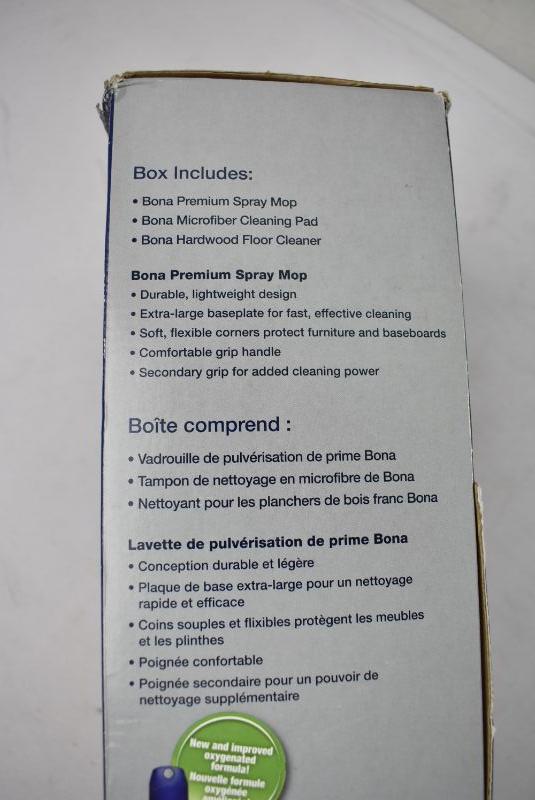 Box Includes:
• Bona Premium Spray Mop
• Bona Microfiber Cleaning Pad
• Bona Hardwood Floor Cleaner
Bona Premium Spray Mop
• Durable, lightweight design
• Extra-large baseplate for fast, effective cleaning
• Soft, flexible corners protect furniture and baseboards
• Comfortable grip handle
• Secondary grip for added cleaning power
Boîte comprend :
• Vadrouille de pulvérisation de prime Bona
• Tampon de nettoyage en microfibre de Bona
• Nettoyant pour les planchers de bois franc Bona
Lavette de pulvérisation de prime Bona
• Conception durable et légère
• Plaque de base extra-large pour un nettoyage
rapide et efficace
• Coins souples et flixibles protègent les meubles
et les plinthes
• Poignée confortable
• Poignée secondaire pour un pouvoir de
nettoyage supplémentaire
New and improved
oxygenated
formula!
Nouvelle formule
oxygénée